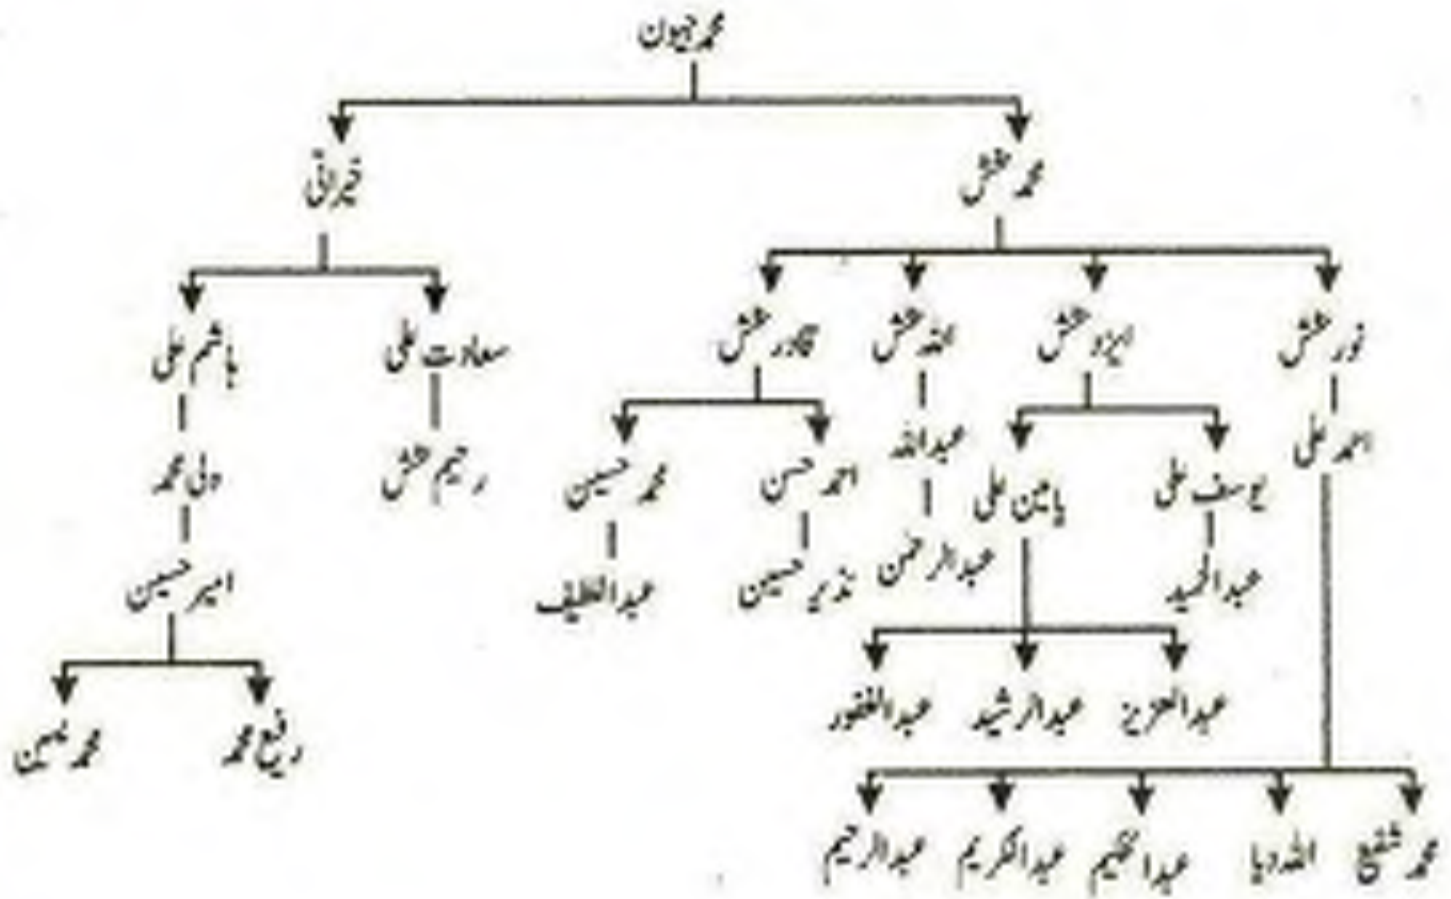 محمد جیون
محمد بخش
خیراتی
نور بخش
ایزد بخش
اللہ بخش
قادر بخش
سعادت علی
ہاشم علی
احمد علی
یوسف علی
یامین علی
عبداللہ
احمد حسن
محمد حسین
رحیم بخش
ولی محمد
عبدالحمید
عبدالرحمن
نذیر حسین
عبداللطیف
امیر حسین
عبدالعزیز
عبدالرشید
عبدالغفور
رفیع محمد
محمد یٰسین
محمد شفیع
اللہ دیا
عبدالکریم
عبدالرحیم